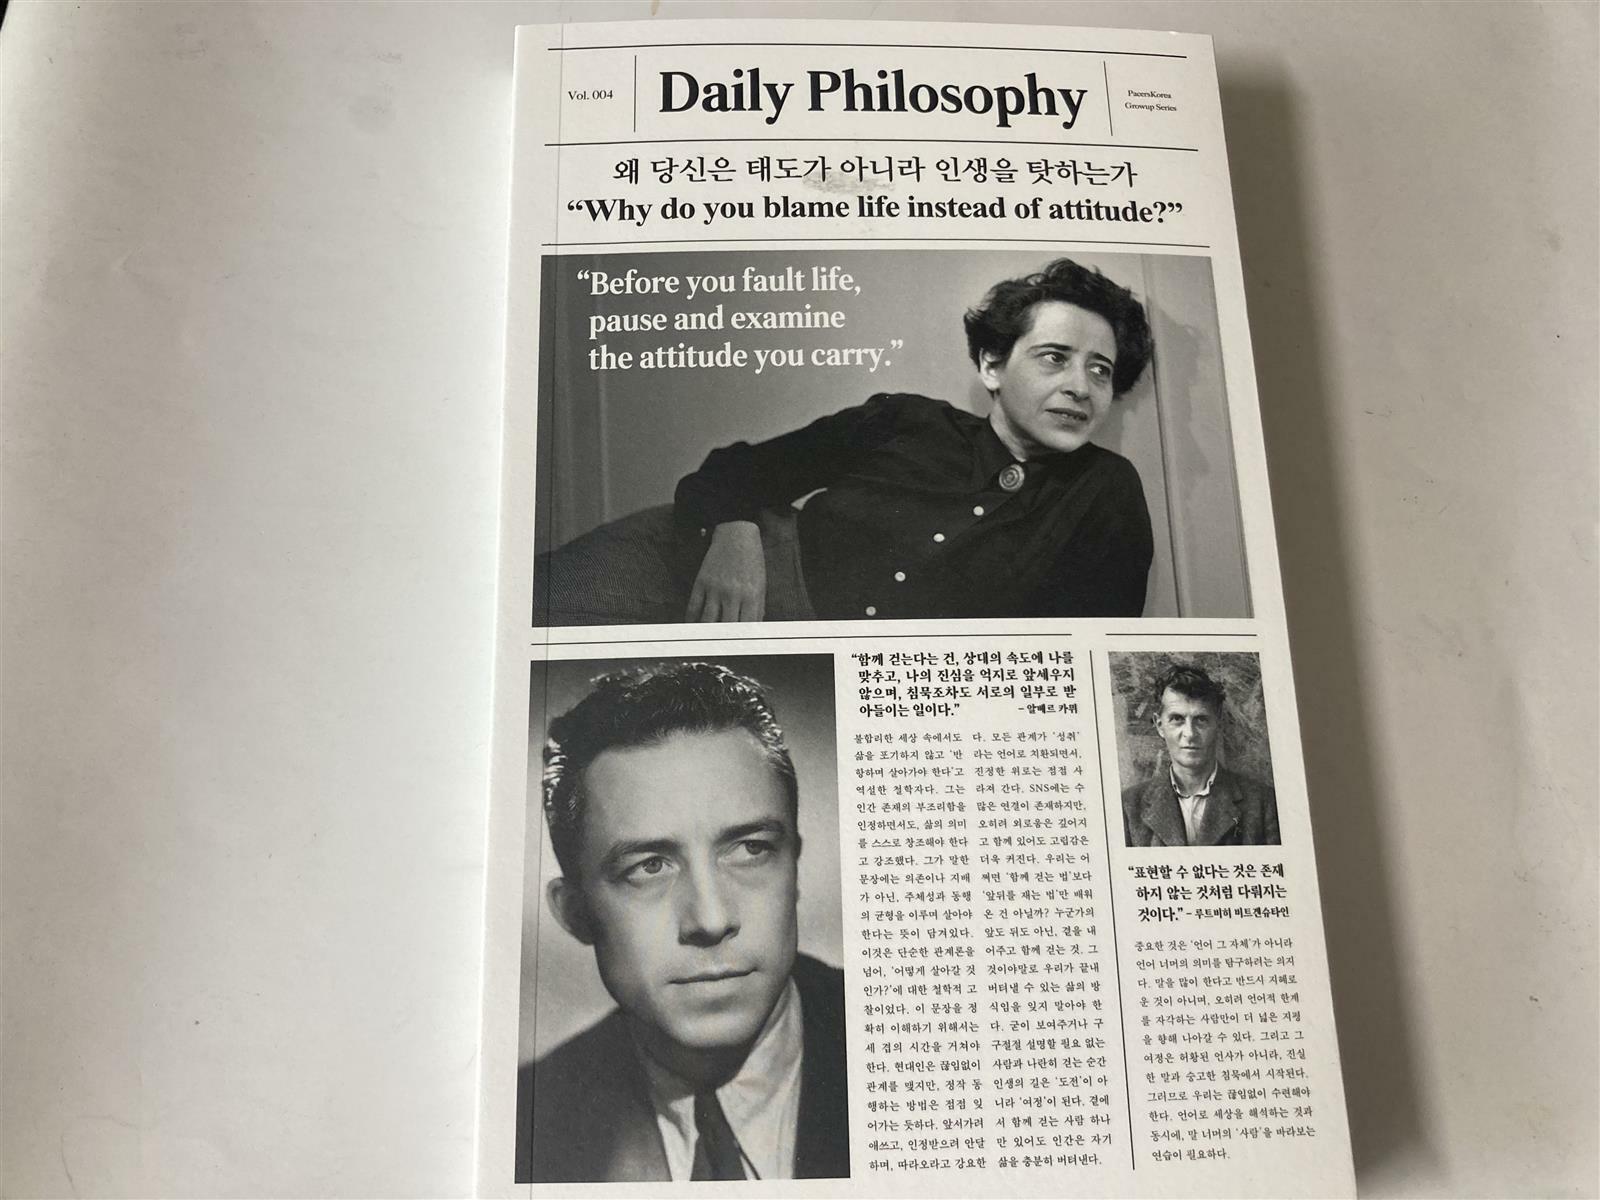 Vol. 004
Daily Philosophy
PacersKorea
Growup Series
왜 당신은 태도가 아니라 인생을 탓하는가
“Why do you blame life instead of attitude?”
“Before you fault life,
pause and examine
the attitude you carry.”
“함께 걷는다는 건, 상대의 속도에 나를
맞추고, 나의 진심을 억지로 앞세우지
않으며, 침묵조차도 서로의 일부로 받
아들이는 일이다.” – 알베르 카뮈
불합리한 세상 속에서도
삶을 포기하지 않고 ‘반
항하며 살아가야 한다’고
역설한 철학자다. 그는
인간 존재의 부조리함을
인정하면서도, 삶의 의미
를 스스로 창조해야 한다
고 강조했다. 그가 말한
문장에는 의존이나 지배
가 아닌, 주체성과 동행
의 균형을 이루며 살아야
한다는 뜻이 담겨있다.
이것은 단순한 관계론을
넘어, ‘어떻게 살아갈 것
인가?’에 대한 철학적 고
찰이었다. 이 문장을 정
확히 이해하기 위해서는
세 겹의 시간을 거쳐야
한다. 현대인은 끊임없이
관계를 맺지만, 정작 동
행하는 방법은 점점 잊
어가는 듯하다. 앞서가려
애쓰고, 인정받으려 안달
하며, 따라오라고 강요한
다. 모든 관계가 ‘성취’
라는 언어로 치환되면서,
진정한 위로는 점점 사
라져 간다. SNS에는 수
많은 연결이 존재하지만,
오히려 외로움은 깊어지
고 함께 있어도 고립감은
더욱 커진다. 우리는 어
쩌면 ‘함께 걷는 법’보다
‘앞뒤를 재는 법’만 배워
온 건 아닐까? 누군가의
앞도 뒤도 아닌, 곁을 내
어주고 함께 걷는 것. 그
것이야말로 우리가 끝내
버텨낼 수 있는 삶의 방
식임을 잊지 말아야 한
다. 굳이 보여주거나 구
구절절 설명할 필요 없는
사람과 나란히 걷는 순간
인생의 길은 ‘도전’이 아
니라 ‘여정’이 된다. 곁에
서 함께 걷는 사람 하나
만 있어도 인간은 자기
삶을 충분히 버텨낸다.
“표현할 수 없다는 것은 존재
하지 않는 것처럼 다뤄지는
것이다.” – 루트비히 비트겐슈타인
중요한 것은 ‘언어 그 자체’가 아니라
언어 너머의 의미를 탐구하려는 의지
다. 말을 많이 한다고 반드시 지혜로
운 것이 아니며, 오히려 언어적 한계
를 자각하는 사람만이 더 넓은 지평
을 향해 나아갈 수 있다. 그리고 그
여정은 허황된 언사가 아니라, 진실
한 말과 숭고한 침묵에서 시작된다.
그러므로 우리는 끊임없이 수련해야
한다. 언어로 세상을 해석하는 것과
동시에, 말 너머의 ‘사람’을 바라보는
연습이 필요하다.